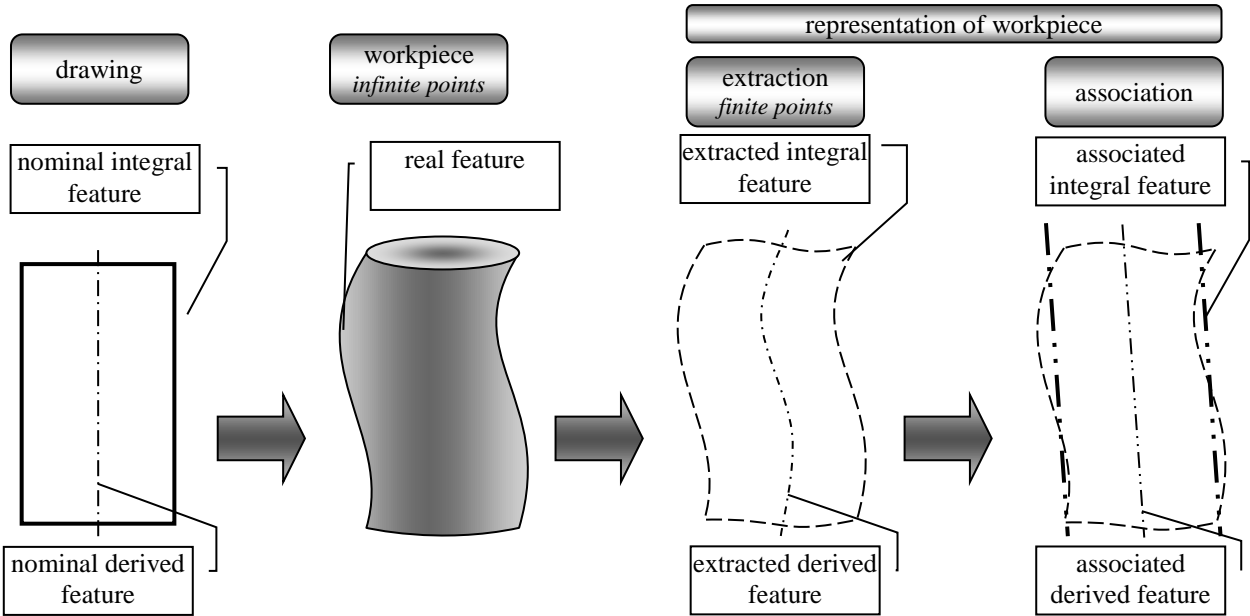 representation of workpiece
drawing
workpiece
infinite points
extraction
finite points
association
nominal integral
feature
real feature
extracted integral
feature
associated
integral feature
nominal derived
feature
extracted derived
feature
associated
derived feature